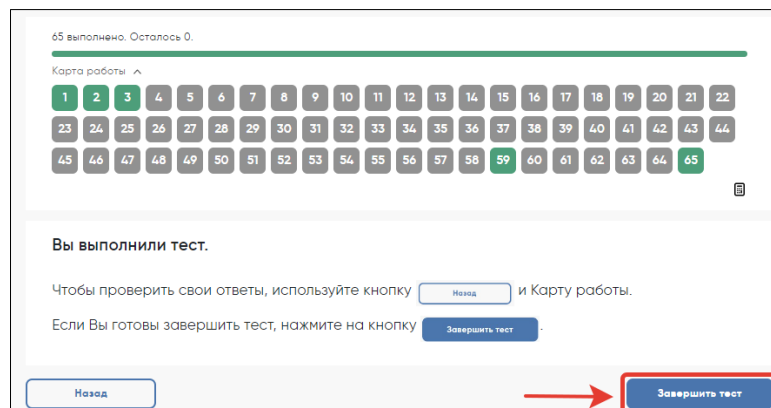 65 выполнено. Осталось 0.
Карта работы
1 2 3 4 5 6 7 8 9 10 11 12 13 14 15 16 17 18 19 20 21 22
23 24 25 26 27 28 29 30 31 32 33 34 35 36 37 38 39 40 41 42 43 44
45 46 47 48 49 50 51 52 53 54 55 56 57 58 59 60 61 62 63 64 65
Вы выполнили тест.
Чтобы проверить свои ответы, используйте кнопку Назад и Карту работы.
Если Вы готовы завершить тест, нажмите на кнопку Завершить тест.
Назад Завершить тест